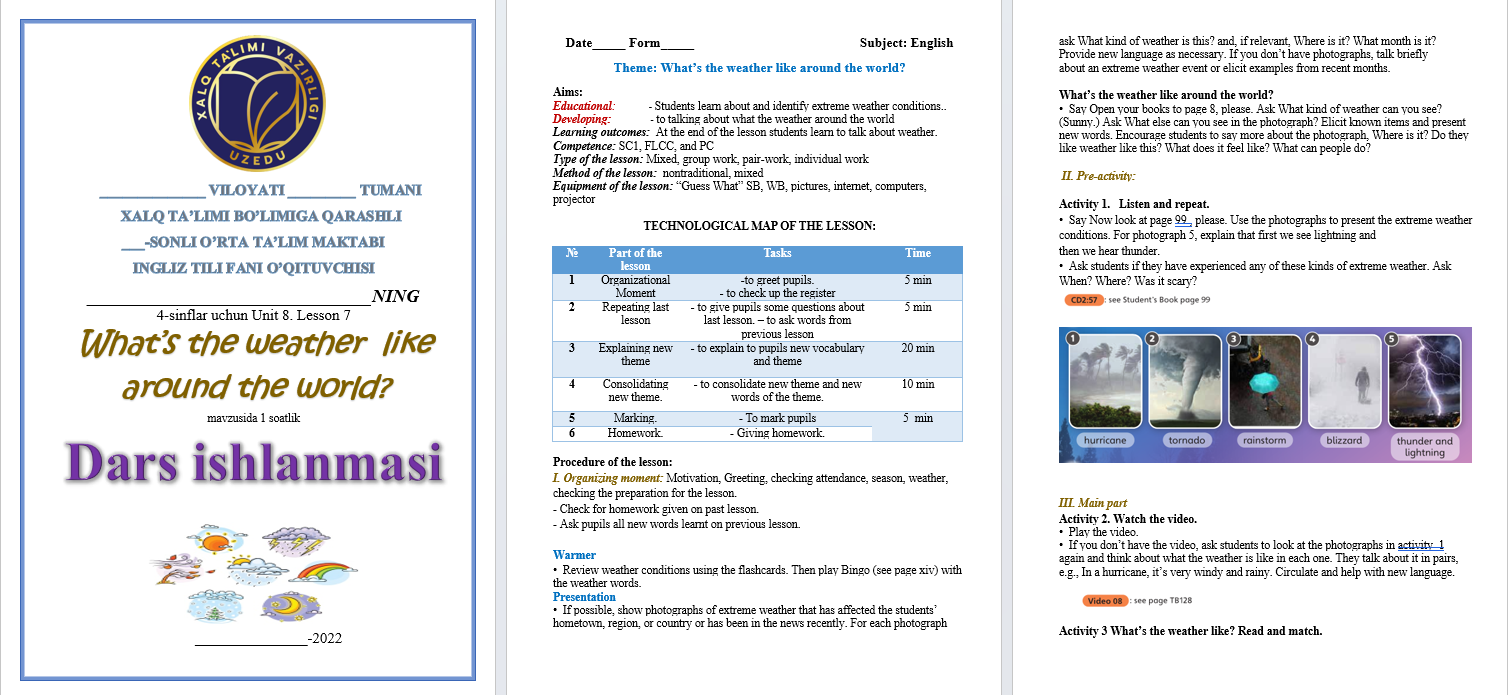 XALQ TA'LIMI VAZIRLIGI
UZEDU
____________ VILOYATI ________ TUMANI
XALQ TA’LIMI BO’LIMIGA QARASHLI
___-SONLI O’RTA TA’LIM MAKTABI
INGLIZ TILI FANI O’QITUVCHISI
________________________________NING
4-sinflar uchun Unit 8. Lesson 7
What’s the weather like
around the world?
mavzusida 1 soatlik
Dars ishlanmasi
________________-2022
Date_____ Form_____ Subject: English
Theme: What’s the weather like around the world?
Aims:
Educational: - Students learn about and identify extreme weather conditions..
Developing: - to talking about what the weather around the world
Learning outcomes: At the end of the lesson students learn to talk about weather.
Competence: SC1, FLCC, and PC
Type of the lesson: Mixed, group work, pair-work, individual work
Method of the lesson: nontraditional, mixed
Equipment of the lesson: “Guess What” SB, WB, pictures, internet, computers,
projector
TECHNOLOGICAL MAP OF THE LESSON:
№ Part of the lesson Tasks Time
1 Organizational Moment -to greet pupils. - to check up the register 5 min
2 Repeating last lesson - to give pupils some questions about last lesson. – to ask words from previous lesson 5 min
3 Explaining new theme - to explain to pupils new vocabulary and theme 20 min
4 Consolidating new theme. - to consolidate new theme and new words of the theme. 10 min
5 Marking. - To mark pupils 5 min
6 Homework. - Giving homework.
Procedure of the lesson:
I. Organizing moment: Motivation, Greeting, checking attendance, season, weather,
checking the preparation for the lesson.
- Check for homework given on past lesson.
- Ask pupils all new words learnt on previous lesson.
Warmer
• Review weather conditions using the flashcards. Then play Bingo (see page xiv) with
the weather words.
Presentation
• If possible, show photographs of extreme weather that has affected the students’
hometown, region, or country or has been in the news recently. For each photograph
ask What kind of weather is this? and, if relevant, Where is it? What month is it?
Provide new language as necessary. If you don’t have photographs, talk briefly
about an extreme weather event or elicit examples from recent months.
What’s the weather like around the world?
• Say Open your books to page 8, please. Ask What kind of weather can you see?
(Sunny.) Ask What else can you see in the photograph? Elicit known items and present
new words. Encourage students to say more about the photograph, Where is it? Do they
like weather like this? What does it feel like? What can people do?
II. Pre-activity:
Activity 1. Listen and repeat.
• Say Now look at page 99 , please. Use the photographs to present the extreme weather
conditions. For photograph 5, explain that first we see lightning and
then we hear thunder.
• Ask students if they have experienced any of these kinds of extreme weather. Ask
When? Where? Was it scary?
CD2:57 : see Student's Book page 99
1 2 3 4 5
hurricane tornado rainstorm blizzard thunder and
lightning
III. Main part
Activity 2. Watch the video.
• Play the video.
• If you don’t have the video, ask students to look at the photographs in activity 1
again and think about what the weather is like in each one. They talk about it in pairs,
e.g., In a hurricane, it’s very windy and rainy. Circulate and help with new language.
Video 08 : see page TB128
Activity 3 What’s the weather like? Read and match.